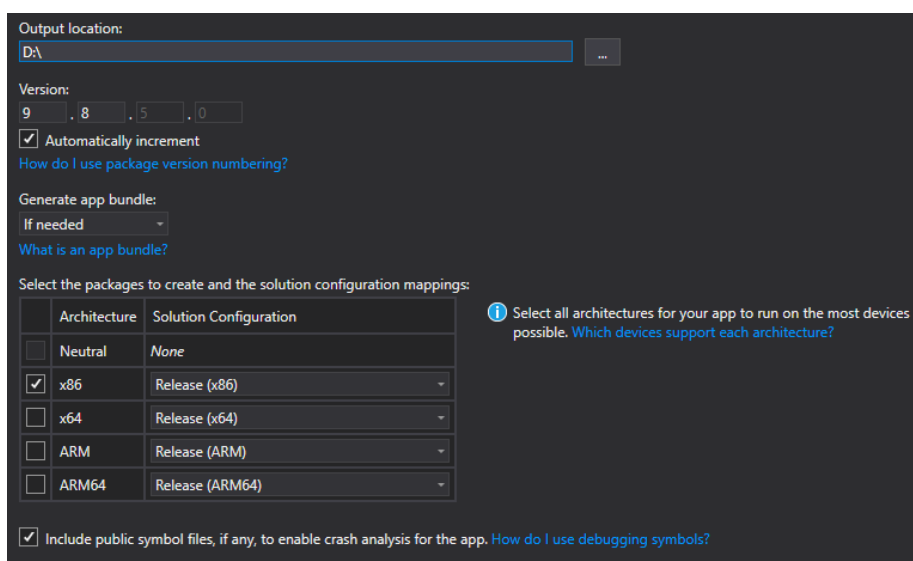 Output location:
D:\
...
Version:
9 . 8 . 5 . 0
Automatically increment
How do I use package version numbering?
Generate app bundle:
If needed
What is an app bundle?
Select the packages to create and the solution configuration mappings:
Architecture Solution Configuration
Neutral None
x86 Release (x86)
x64 Release (x64)
ARM Release (ARM)
ARM64 Release (ARM64)
Select all architectures for your app to run on the most devices
possible. Which devices support each architecture?
Include public symbol files, if any, to enable crash analysis for the app. How do I use debugging symbols?